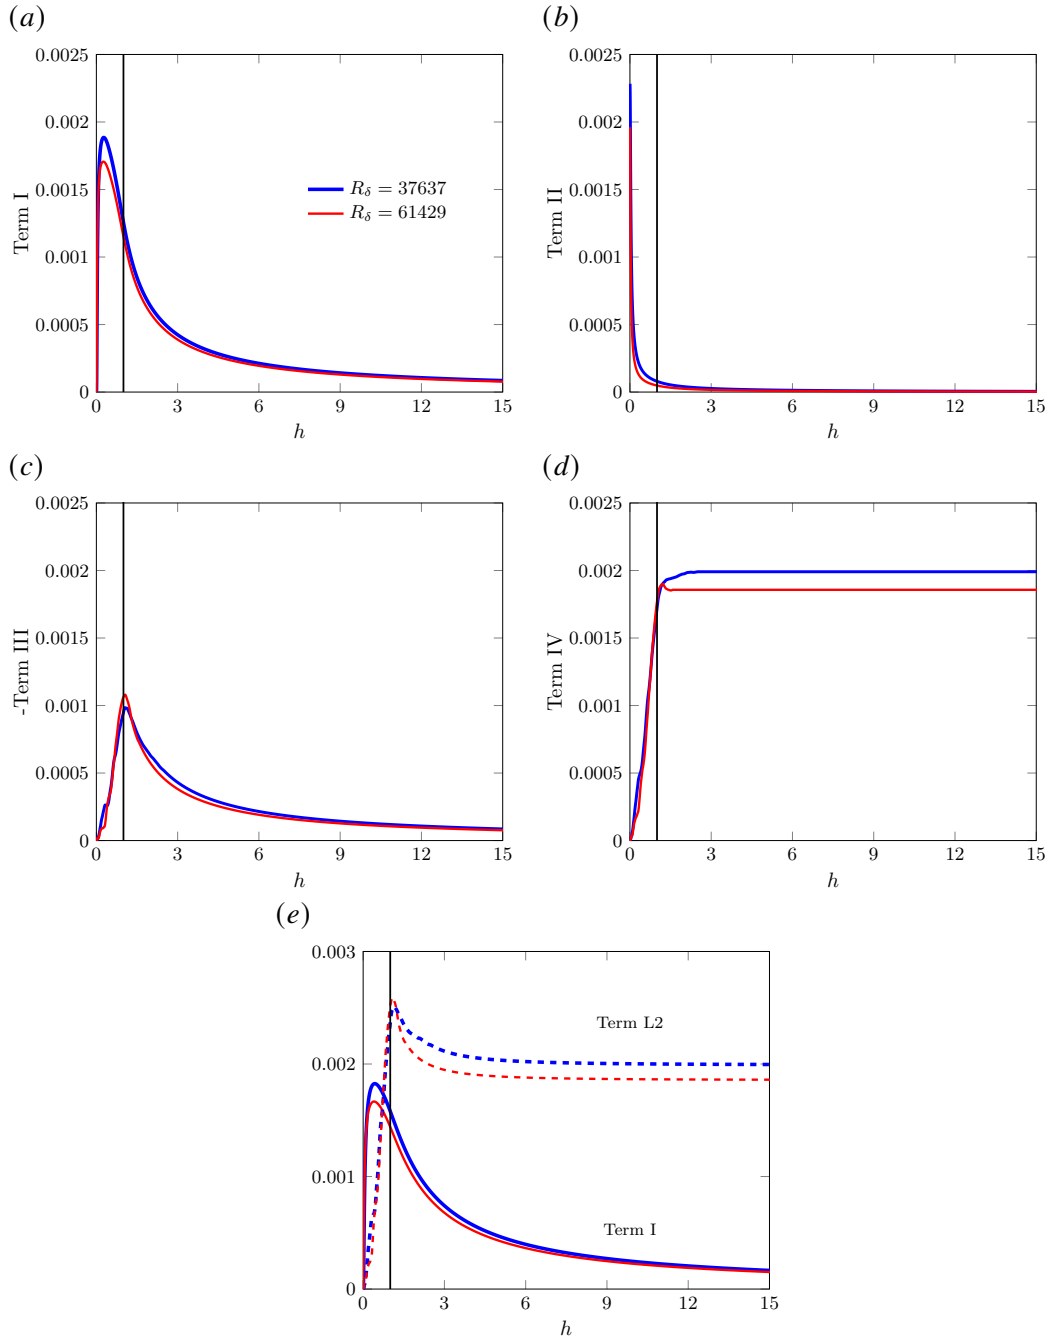 (a)
(b)
0.0025
0.002
0.0015
0.001
0.0005
0
Term I
R_δ = 37637
R_δ = 61429
0 3 6 9 12 15
h
0.0025
0.002
0.0015
0.001
0.0005
0
Term II
0 3 6 9 12 15
h
(c)
(d)
0.0025
0.002
0.0015
0.001
0.0005
0
-Term III
0 3 6 9 12 15
h
0.0025
0.002
0.0015
0.001
0.0005
0
Term IV
0 3 6 9 12 15
h
(e)
0.003
0.002
0.001
0
Term L2
Term I
0 3 6 9 12 15
h